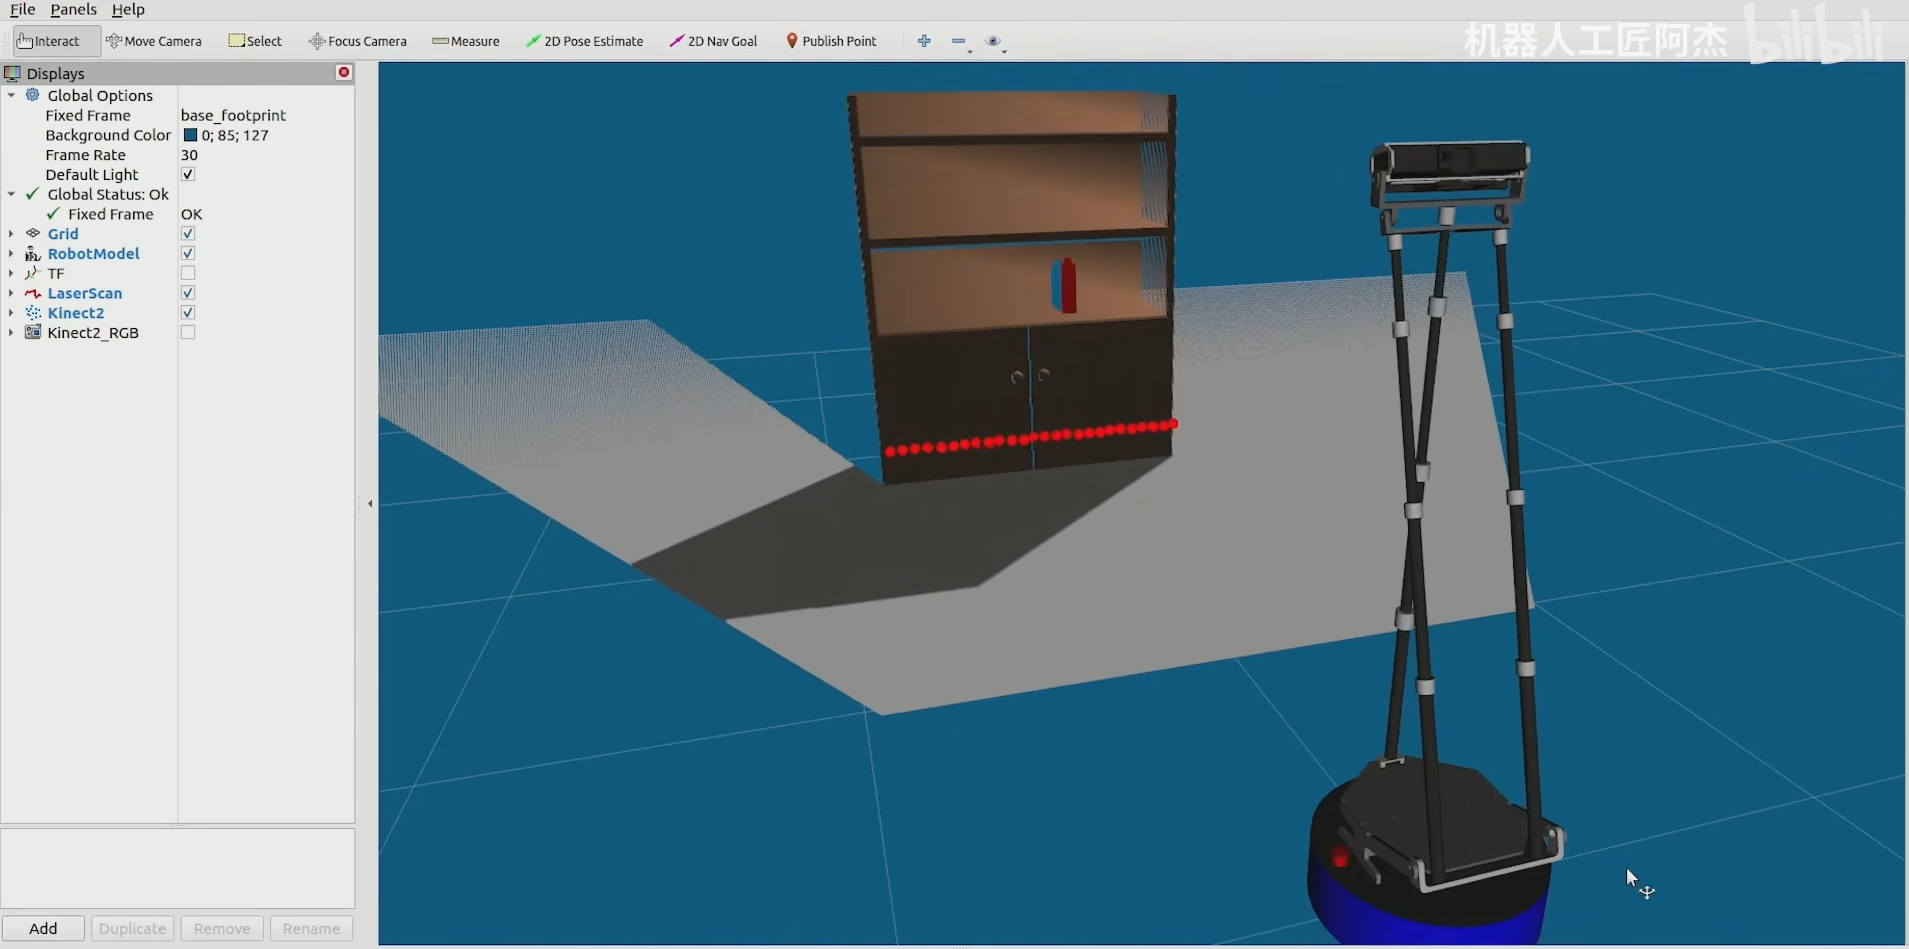 File Panels Help
Interact Move Camera Select Focus Camera Measure 2D Pose Estimate 2D Nav Goal Publish Point
机器人工匠阿杰 bilibili
Displays
Global Options
Fixed Frame base_footprint
Background Color 0; 85; 127
Frame Rate 30
Default Light
Global Status: Ok
Fixed Frame OK
Grid
RobotModel
TF
LaserScan
Kinect2
Kinect2_RGB
Add Duplicate Remove Rename